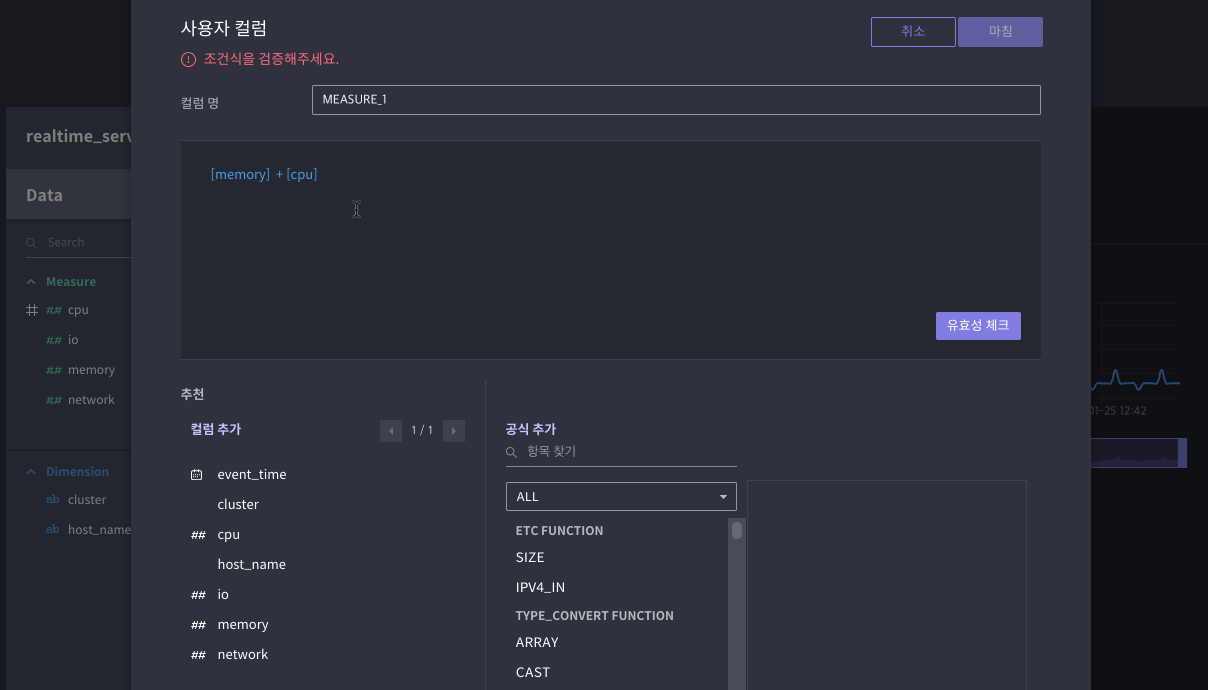 사용자 컬럼
취소
마침
조건식을 검증해주세요.
컬럼 명
MEASURE_1
realtime_serv
[memory] + [cpu]
Data
Search
Measure
## cpu
## io
## memory
## network
유효성 체크
추천
컬럼 추가
1 / 1
공식 추가
항목 찾기
01-25 12:42
Dimension
ab cluster
ab host_name
event_time
cluster
## cpu
host_name
## io
## memory
## network
ALL
ETC FUNCTION
SIZE
IPV4_IN
TYPE_CONVERT FUNCTION
ARRAY
CAST